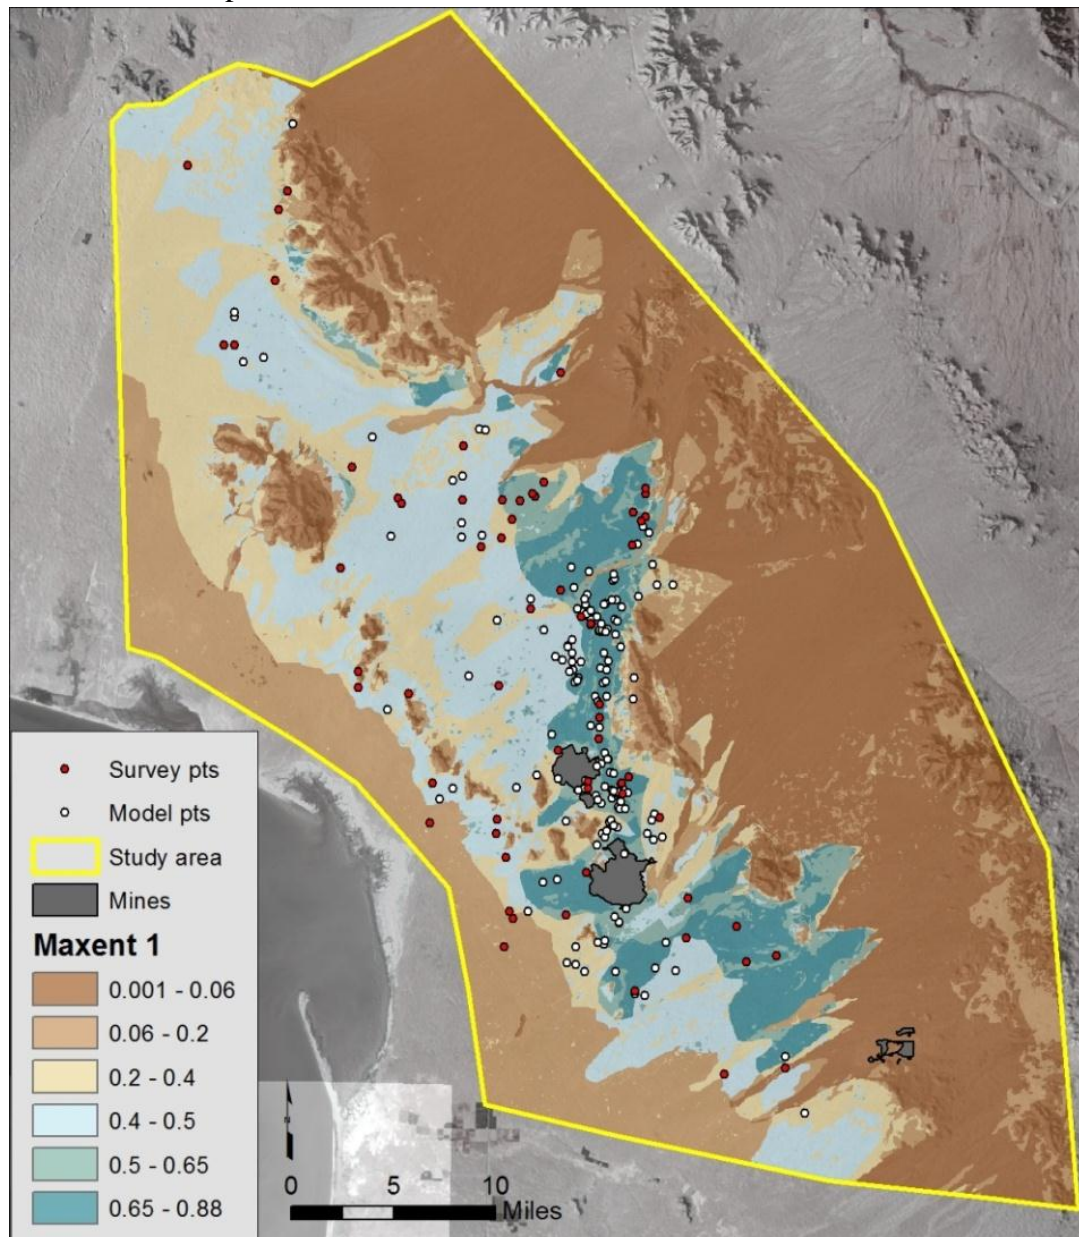 Survey pts
Model pts
Study area
Mines
Maxent 1
0.001 - 0.06
0.06 - 0.2
0.2 - 0.4
0.4 - 0.5
0.5 - 0.65
0.65 - 0.88
0 5 10
Miles